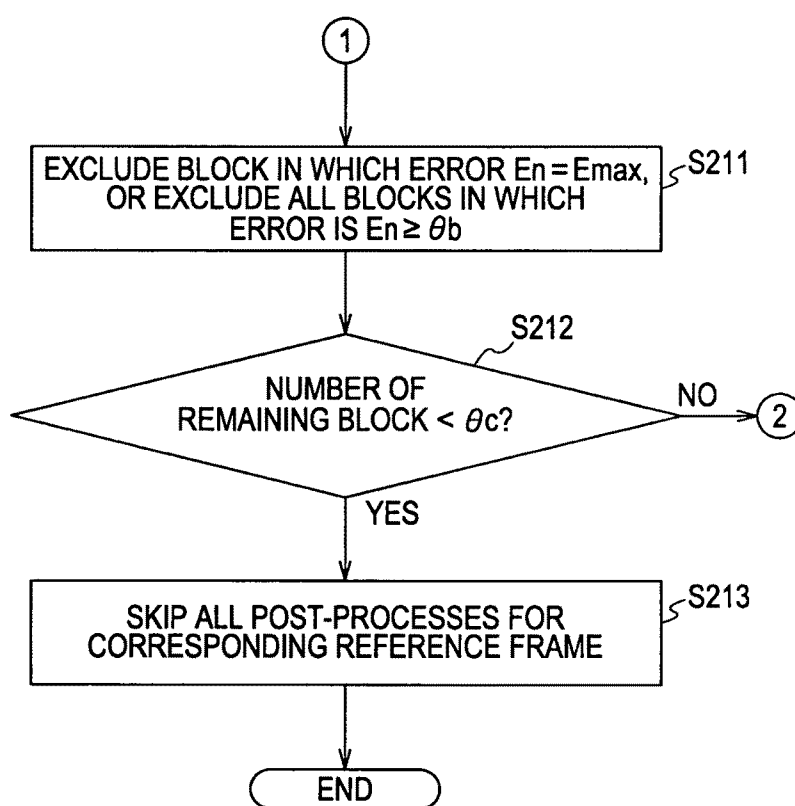 1
EXCLUDE BLOCK IN WHICH ERROR En = Emax,
OR EXCLUDE ALL BLOCKS IN WHICH
ERROR IS En ≥ θb
S211
S212
NUMBER OF
REMAINING BLOCK < θc?
NO
2
YES
SKIP ALL POST-PROCESSES FOR
CORRESPONDING REFERENCE FRAME
S213
END